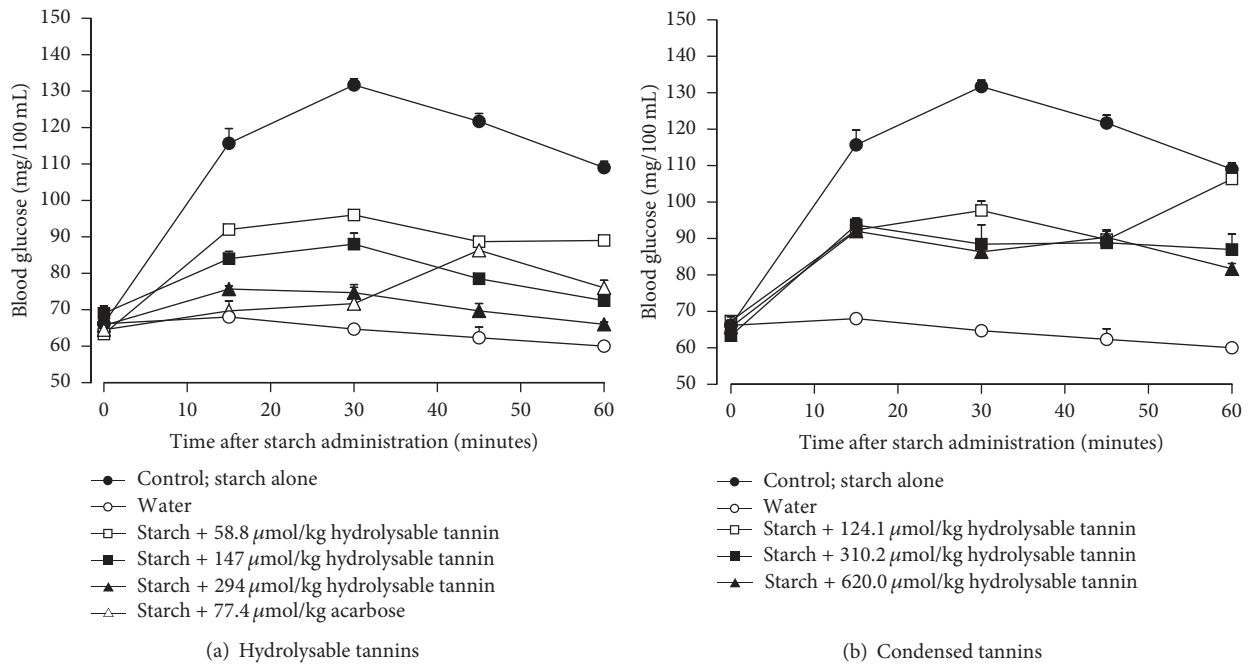 150
140
130
120
110
100
90
80
70
60
50
Blood glucose (mg/100 mL)
0 10 20 30 40 50 60
Time after starch administration (minutes)
Control; starch alone
Water
Starch + 58.8 μmol/kg hydrolysable tannin
Starch + 147 μmol/kg hydrolysable tannin
Starch + 294 μmol/kg hydrolysable tannin
Starch + 77.4 μmol/kg acarbose
(a) Hydrolysable tannins
150
140
130
120
110
100
90
80
70
60
50
Blood glucose (mg/100 mL)
0 10 20 30 40 50 60
Time after starch administration (minutes)
Control; starch alone
Water
Starch + 124.1 μmol/kg hydrolysable tannin
Starch + 310.2 μmol/kg hydrolysable tannin
Starch + 620.0 μmol/kg hydrolysable tannin
(b) Condensed tannins